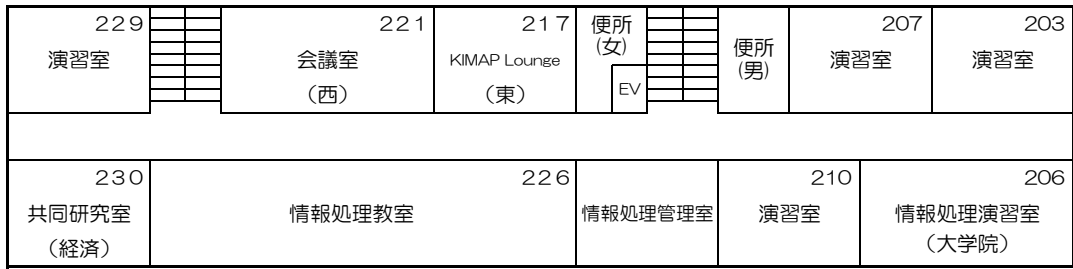 229
演習室
221
会議室
（西）
217
KIMAP Lounge
（東）
便所
(女)
EV
便所
(男)
207
演習室
203
演習室
230
共同研究室
（経済）
226
情報処理教室
情報処理管理室
210
演習室
206
情報処理演習室
（大学院）